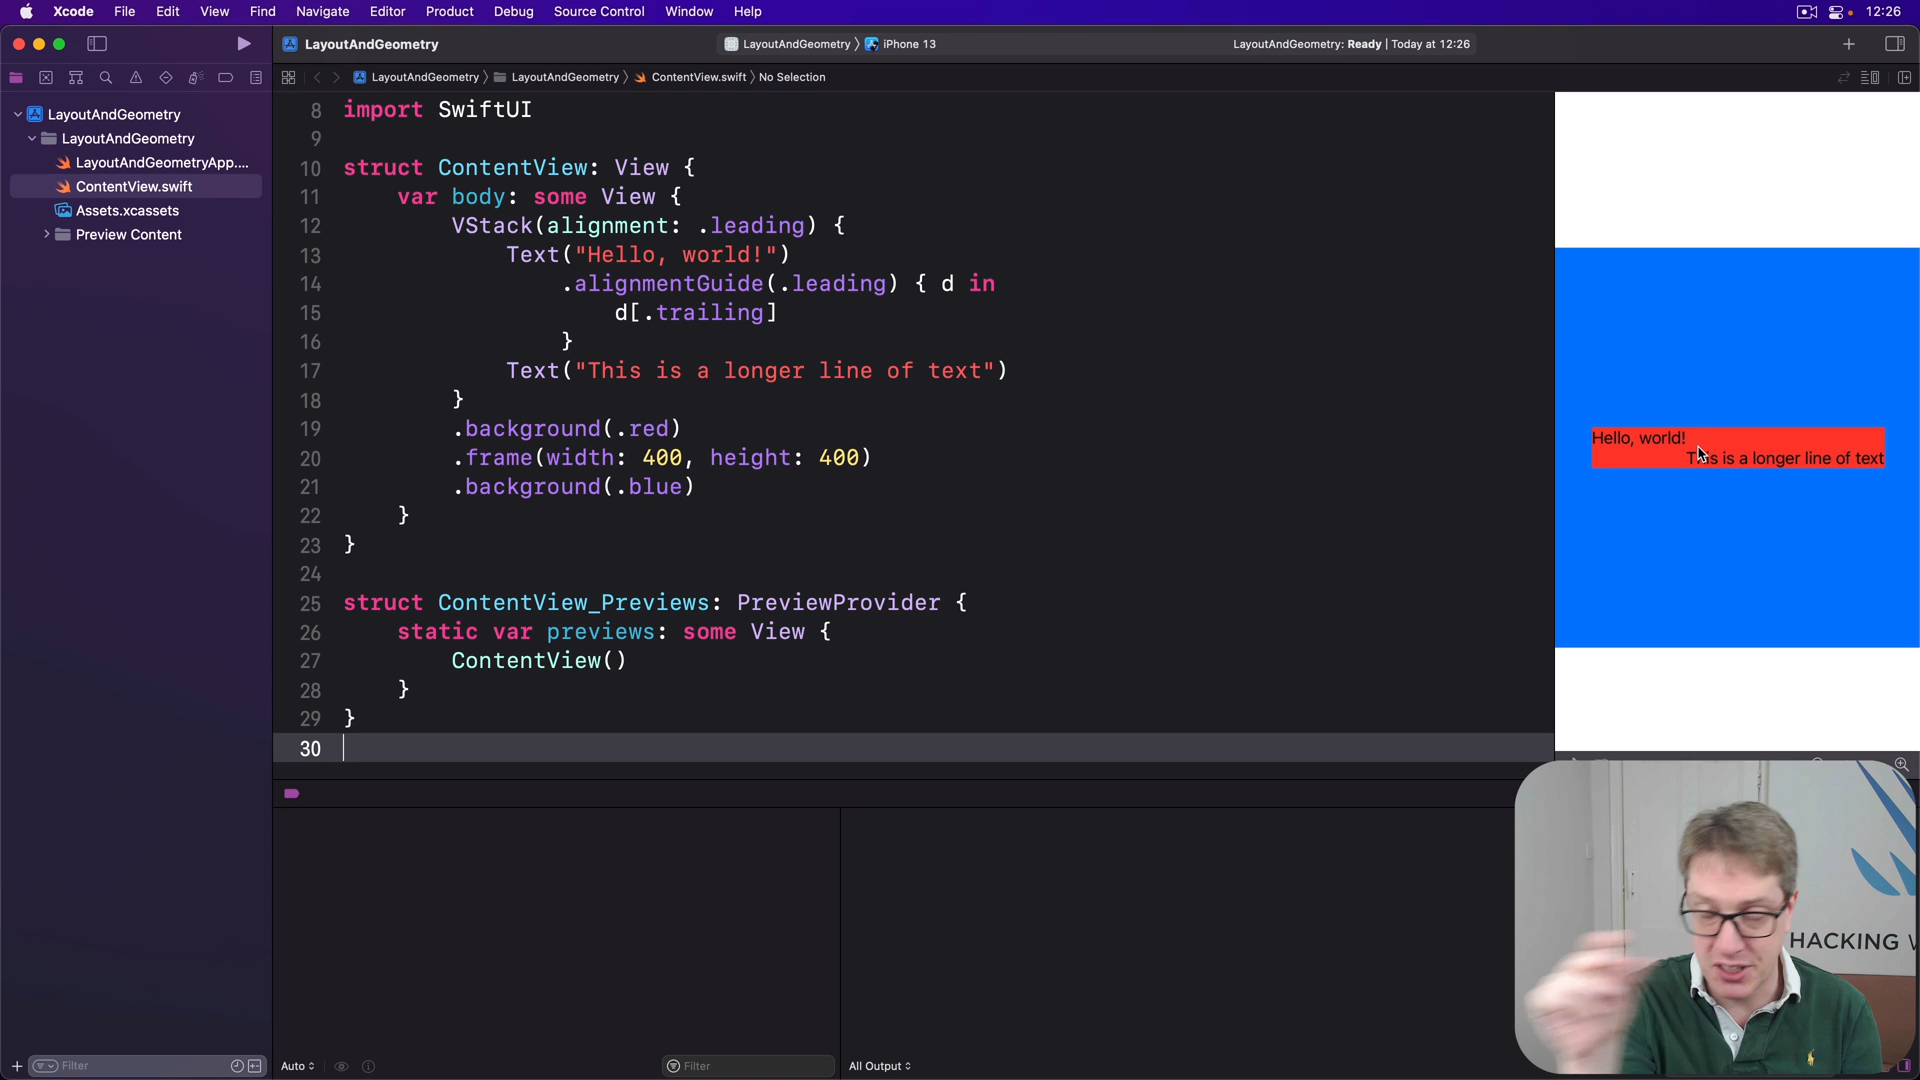 Xcode File Edit View Find Navigate Editor Product Debug Source Control Window Help 12:26
LayoutAndGeometry LayoutAndGeometry iPhone 13 LayoutAndGeometry: Ready | Today at 12:26
LayoutAndGeometry LayoutAndGeometry ContentView.swift No Selection
LayoutAndGeometry
LayoutAndGeometry
LayoutAndGeometryApp....
ContentView.swift
Assets.xcassets
Preview Content
8 import SwiftUI
9
10 struct ContentView: View {
11 var body: some View {
12 VStack(alignment: .leading) {
13 Text("Hello, world!")
14 .alignmentGuide(.leading) { d in
15 d[.trailing]
16 }
17 Text("This is a longer line of text")
18 }
19 .background(.red)
20 .frame(width: 400, height: 400)
21 .background(.blue)
22 }
23 }
24
25 struct ContentView_Previews: PreviewProvider {
26 static var previews: some View {
27 ContentView()
28 }
29 }
30
Hello, world!
This is a longer line of text
HACKING
Filter
Auto
Filter
All Output